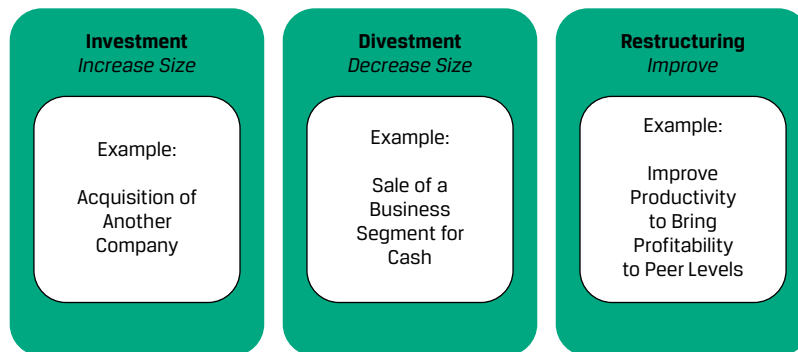 Investment
Increase Size
Example:
Acquisition of
Another
Company
Divestment
Decrease Size
Example:
Sale of a
Business
Segment for
Cash
Restructuring
Improve
Example:
Improve
Productivity
to Bring
Profitability
to Peer Levels